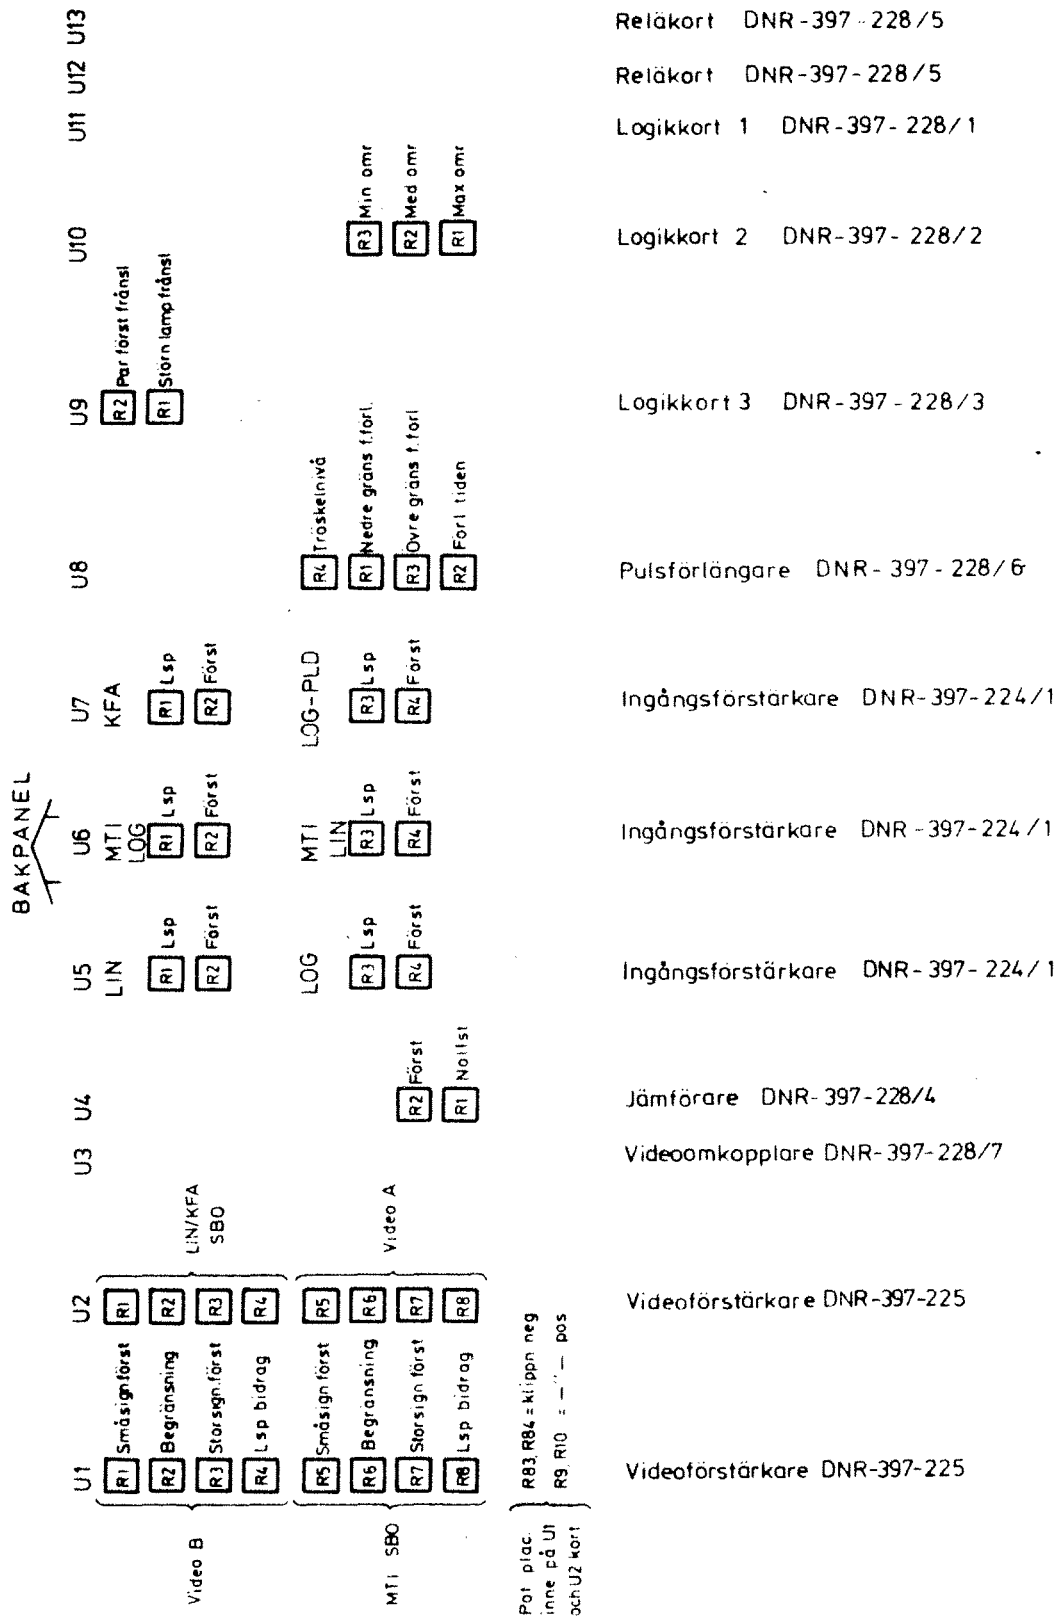 BAKPANEL
U13
Reläkort DNR-397-228/5
U12
Reläkort DNR-397-228/5
U11
Logikkort 1 DNR-397-228/1
U10
R3 Min omr
R2 Med omr
R1 Max omr
Logikkort 2 DNR-397-228/2
U9
R2 Par först frånsl
R1 Störn lamp frånsl
Logikkort 3 DNR-397-228/3
U8
R4 Tröskelnivå
R1 Nedre gräns f.förl.
R3 Övre gräns f.förl
R2 Förl tiden
Pulsförlängare DNR-397-228/6
U7
KFA
R1 Lsp
R2 Först
LOG-PLD
R3 Lsp
R4 Först
Ingångsförstärkare DNR-397-224/1
U6
MTI
LOG
R1 Lsp
R2 Först
MTI
LIN
R3 Lsp
R4 Först
Ingångsförstärkare DNR-397-224/1
U5
LIN
R1 Lsp
R2 Först
LOG
R3 Lsp
R4 Först
Ingångsförstärkare DNR-397-224/1
U4
R2 Först
R1 Nollst
Jämförare DNR-397-228/4
U3
Videoomkopplare DNR-397-228/7
U2
R1
R2
R3
R4
LIN/KFA
SBO
R5
R6
R7
R8
Video A
Videoförstärkare DNR-397-225
U1
R1 Småsign.först
R2 Begränsning
R3 Storsign.först
R4 Lsp bidrag
Video B
R5 Småsign först
R6 Begränsning
R7 Storsign först
R8 Lsp bidrag
MTI SBO
Videoförstärkare DNR-397-225
Pot plac.
inne på U1
och U2 kort
R83, R84 = klippn neg
R9, R10 = —"— pos